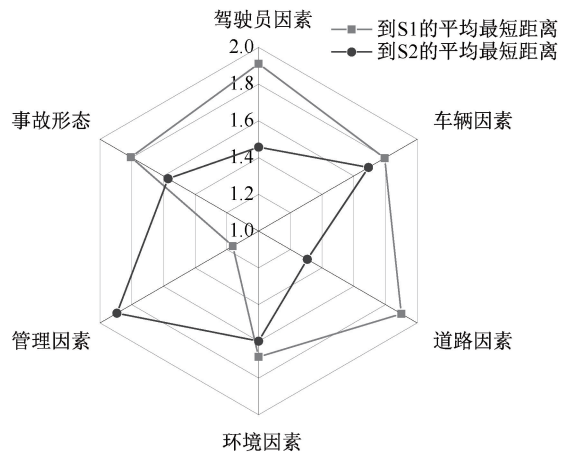 驾驶员因素
到S1的平均最短距离
到S2的平均最短距离
2.0
1.8
事故形态
车辆因素
1.6
1.4
1.2
1.0
管理因素
道路因素
环境因素